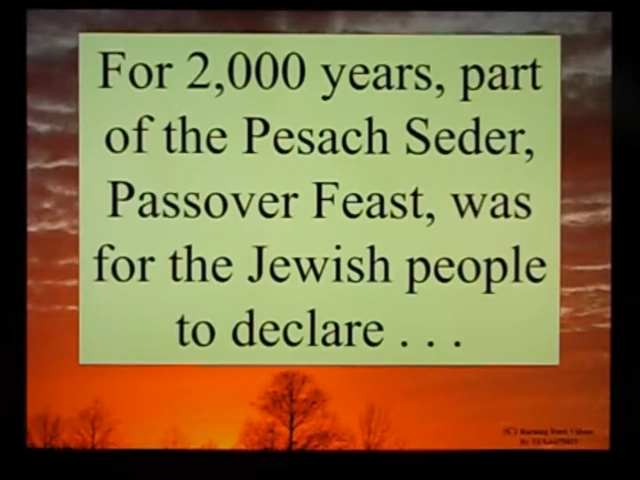 For 2,000 years, part
of the Pesach Seder,
Passover Feast, was
for the Jewish people
to declare . . .